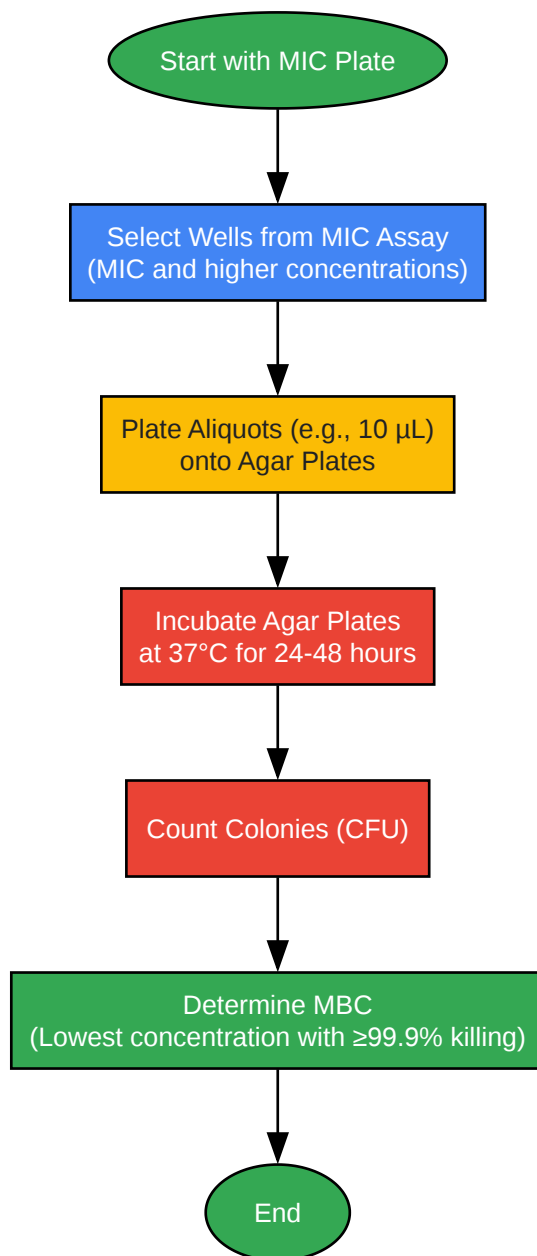 Start with MIC Plate
Select Wells from MIC Assay
(MIC and higher concentrations)
Plate Aliquots (e.g., 10 µL)
onto Agar Plates
Incubate Agar Plates
at 37°C for 24-48 hours
Count Colonies (CFU)
Determine MBC
(Lowest concentration with ≥99.9% killing)
End